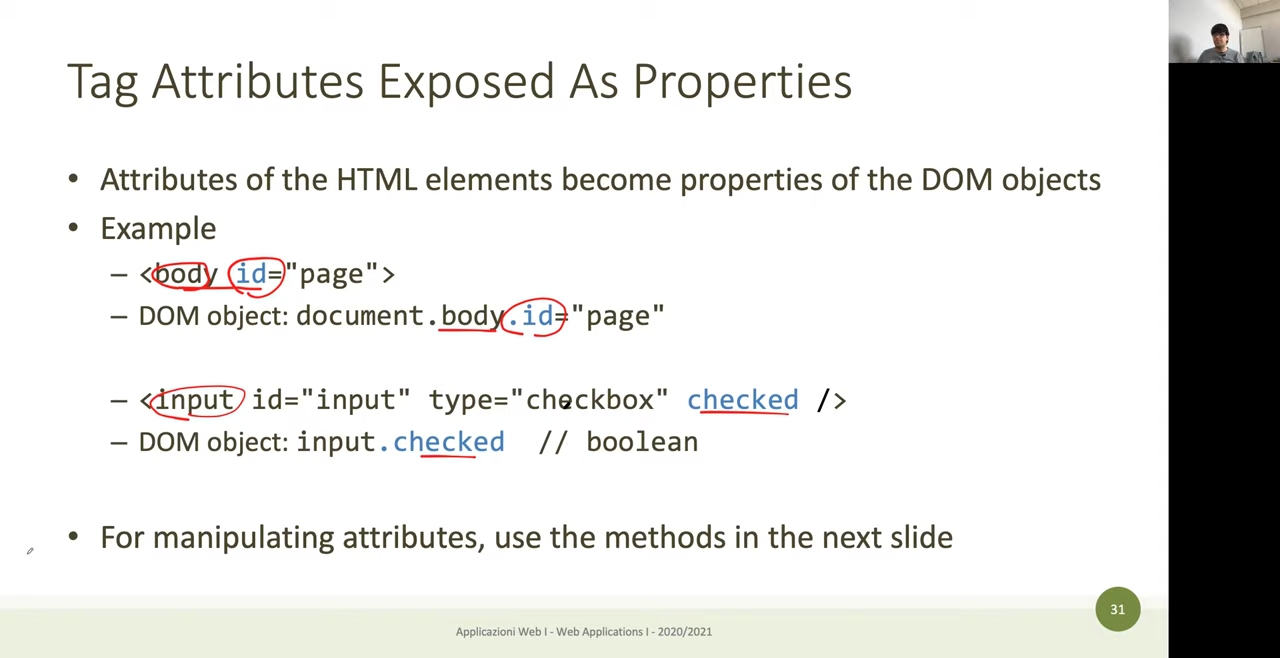 Tag Attributes Exposed As Properties
• Attributes of the HTML elements become properties of the DOM objects
• Example
– <body id="page">
– DOM object: document.body.id="page"
– <input id="input" type="checkbox" checked />
– DOM object: input.checked // boolean
• For manipulating attributes, use the methods in the next slide
31
Applicazioni Web I - Web Applications I - 2020/2021